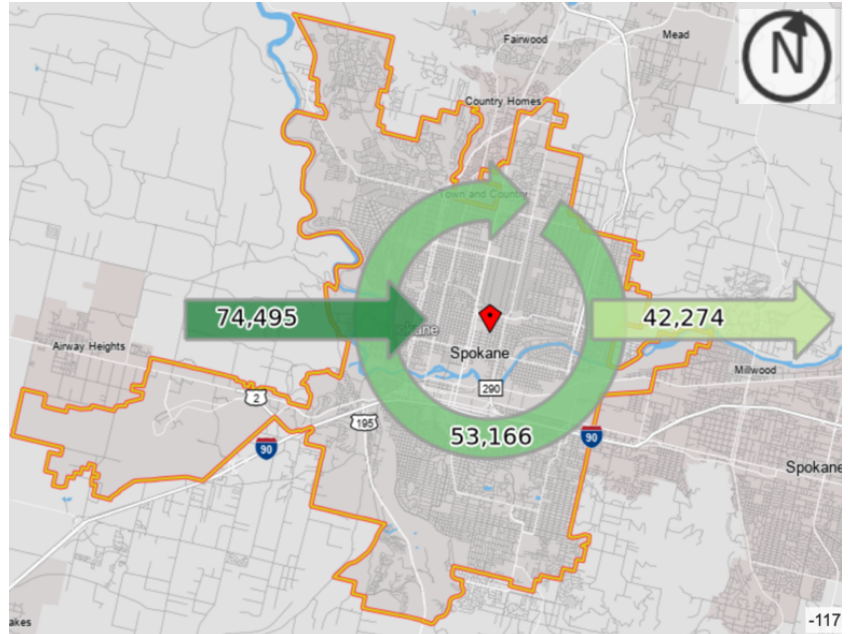 Fairwood
Mead
N
Country Homes
Town and Country
74,495
42,274
Spokane
Airway Heights
Spokane
Millwood
290
2
195
53,166
90
90
Spokane
-117